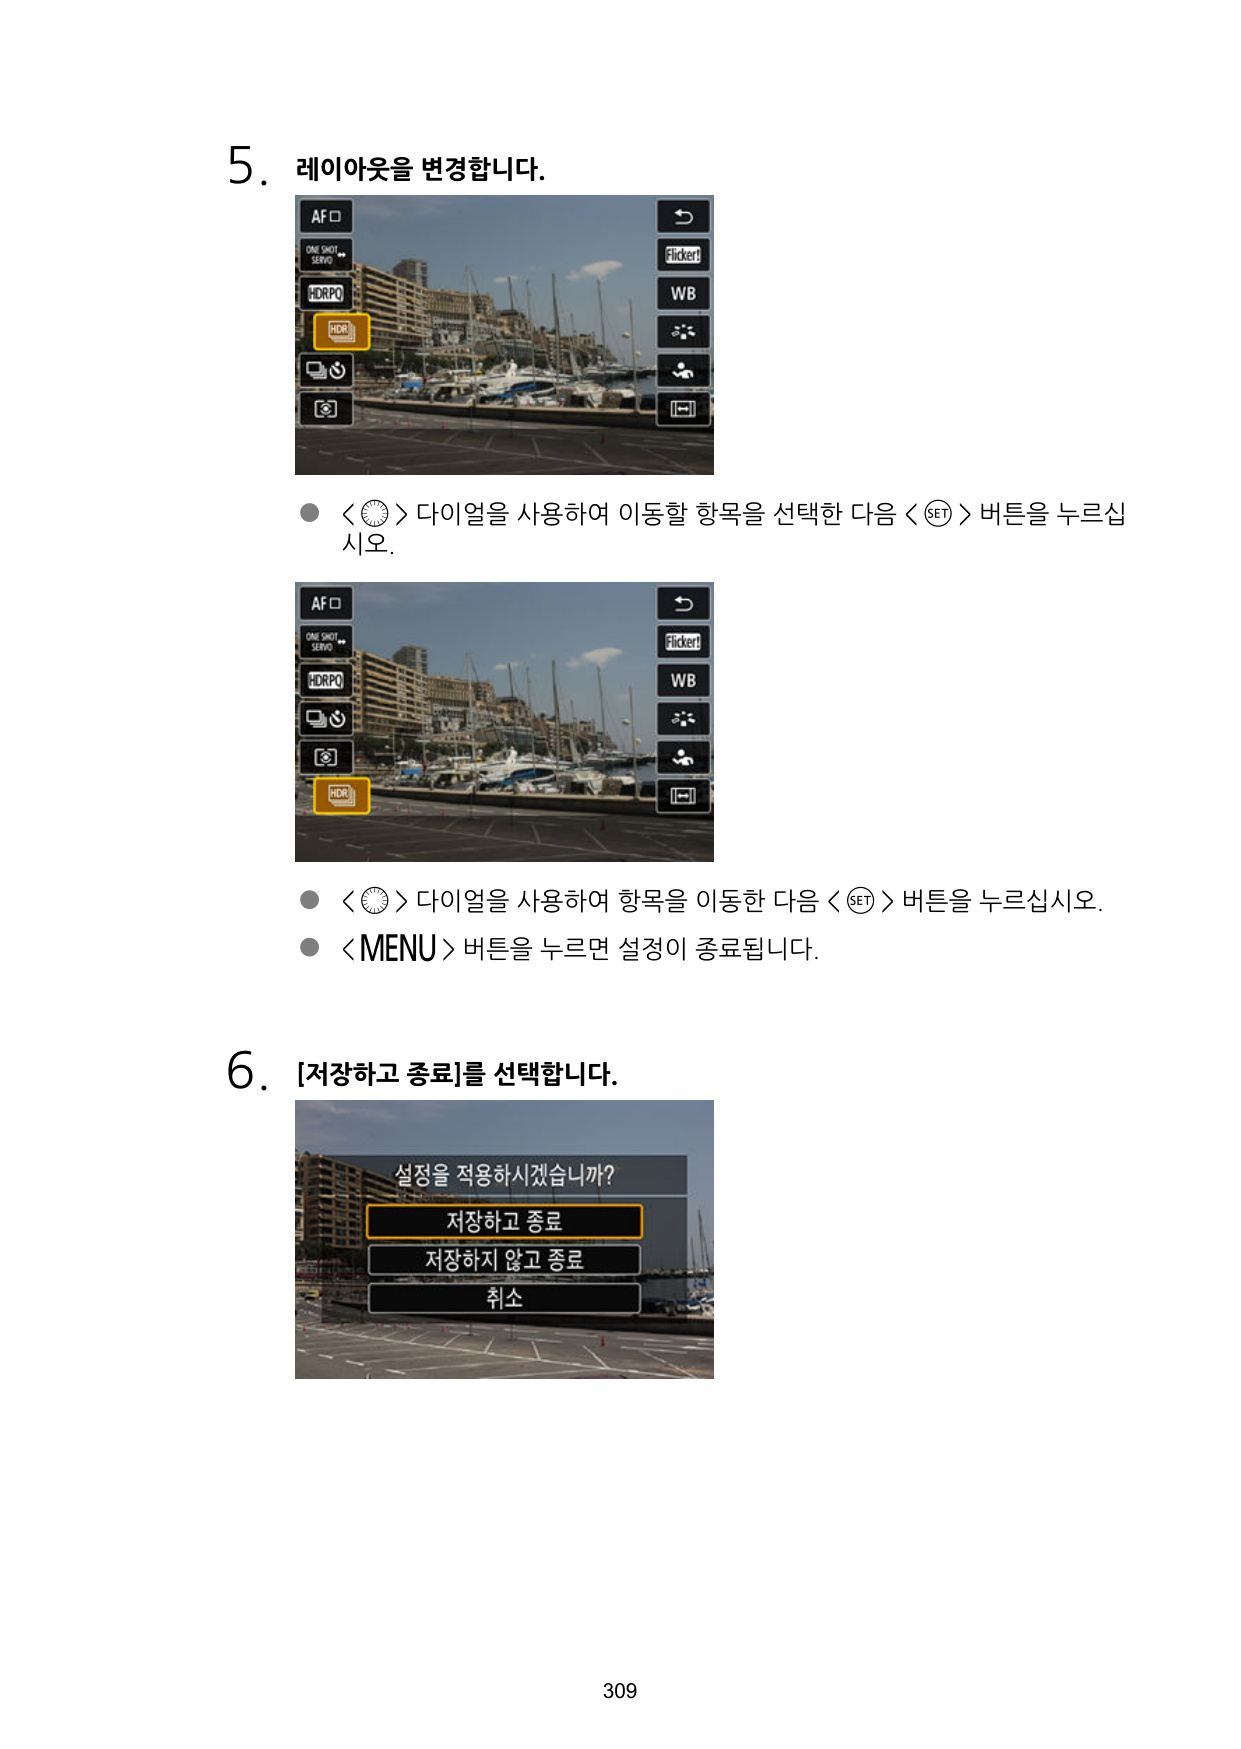 5. 레이아웃을 변경합니다.
AF
ONE SHOT
SERVO
HDRPQ
HDR
Flicker!
WB
● < > 다이얼을 사용하여 이동할 항목을 선택한 다음 < SET > 버튼을 누르십
시오.
AF
ONE SHOT
SERVO
HDRPQ
HDR
Flicker!
WB
● < > 다이얼을 사용하여 항목을 이동한 다음 < SET > 버튼을 누르십시오.
● <MENU> 버튼을 누르면 설정이 종료됩니다.
6. [저장하고 종료]를 선택합니다.
설정을 적용하시겠습니까?
저장하고 종료
저장하지 않고 종료
취소
309